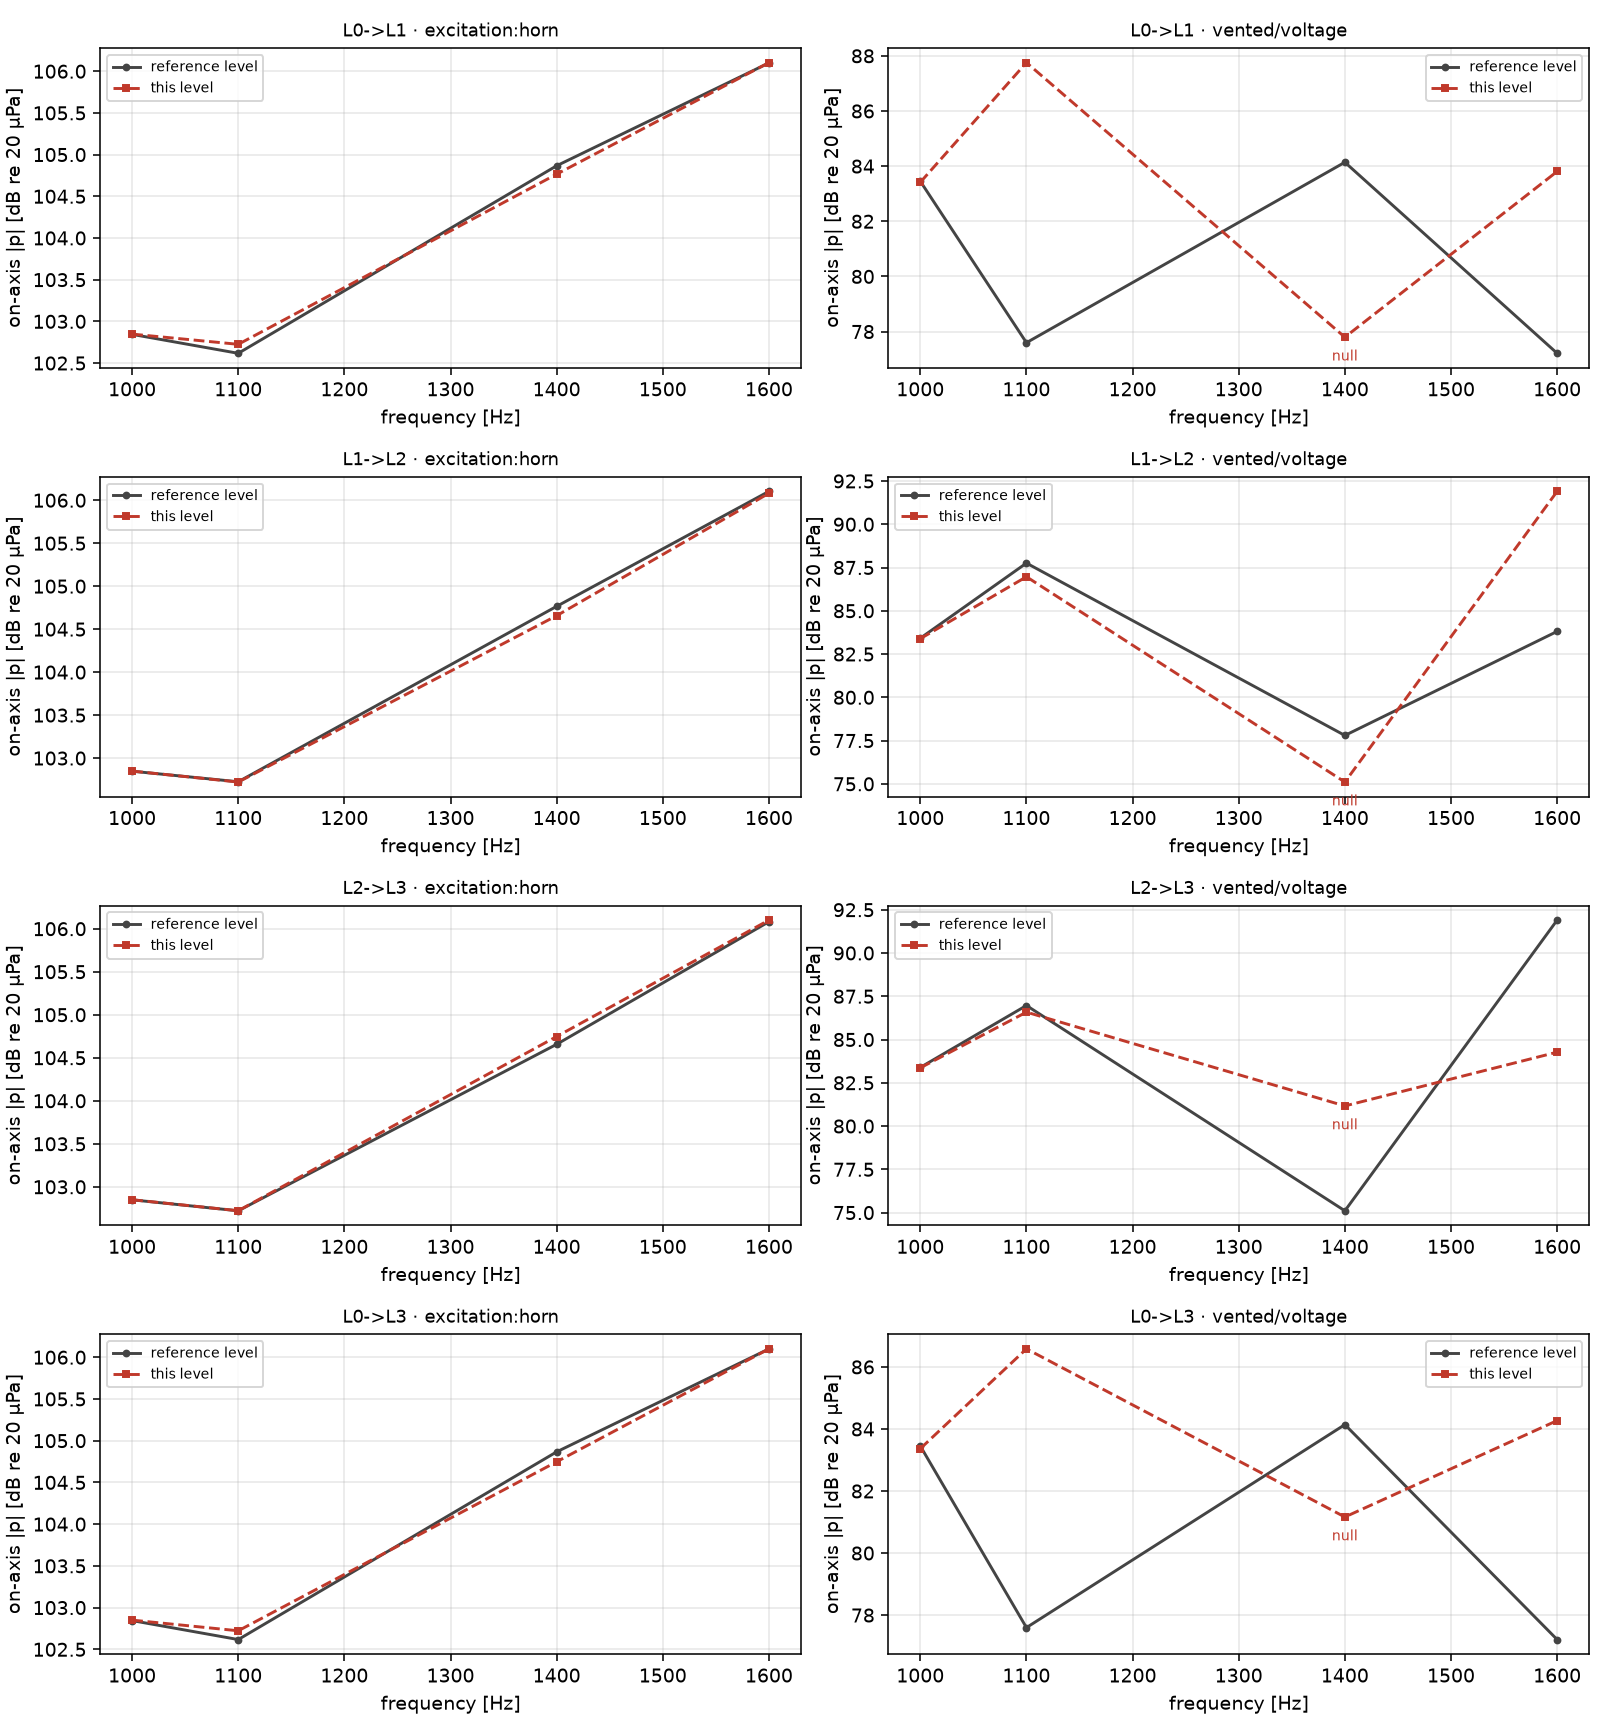 L0->L1 · excitation:horn
on-axis |p| [dB re 20 µPa]
106.0
105.5
105.0
104.5
104.0
103.5
103.0
102.5
reference level
this level
1000 1100 1200 1300 1400 1500 1600
frequency [Hz]
L0->L1 · vented/voltage
on-axis |p| [dB re 20 µPa]
88
86
84
82
80
78
reference level
this level
null
1000 1100 1200 1300 1400 1500 1600
frequency [Hz]
L1->L2 · excitation:horn
on-axis |p| [dB re 20 µPa]
106.0
105.5
105.0
104.5
104.0
103.5
103.0
reference level
this level
1000 1100 1200 1300 1400 1500 1600
frequency [Hz]
L1->L2 · vented/voltage
on-axis |p| [dB re 20 µPa]
92.5
90.0
87.5
85.0
82.5
80.0
77.5
75.0
reference level
this level
null
1000 1100 1200 1300 1400 1500 1600
frequency [Hz]
L2->L3 · excitation:horn
on-axis |p| [dB re 20 µPa]
106.0
105.5
105.0
104.5
104.0
103.5
103.0
reference level
this level
1000 1100 1200 1300 1400 1500 1600
frequency [Hz]
L2->L3 · vented/voltage
on-axis |p| [dB re 20 µPa]
92.5
90.0
87.5
85.0
82.5
80.0
77.5
75.0
reference level
this level
null
1000 1100 1200 1300 1400 1500 1600
frequency [Hz]
L0->L3 · excitation:horn
on-axis |p| [dB re 20 µPa]
106.0
105.5
105.0
104.5
104.0
103.5
103.0
102.5
reference level
this level
1000 1100 1200 1300 1400 1500 1600
frequency [Hz]
L0->L3 · vented/voltage
on-axis |p| [dB re 20 µPa]
86
84
82
80
78
reference level
this level
null
1000 1100 1200 1300 1400 1500 1600
frequency [Hz]